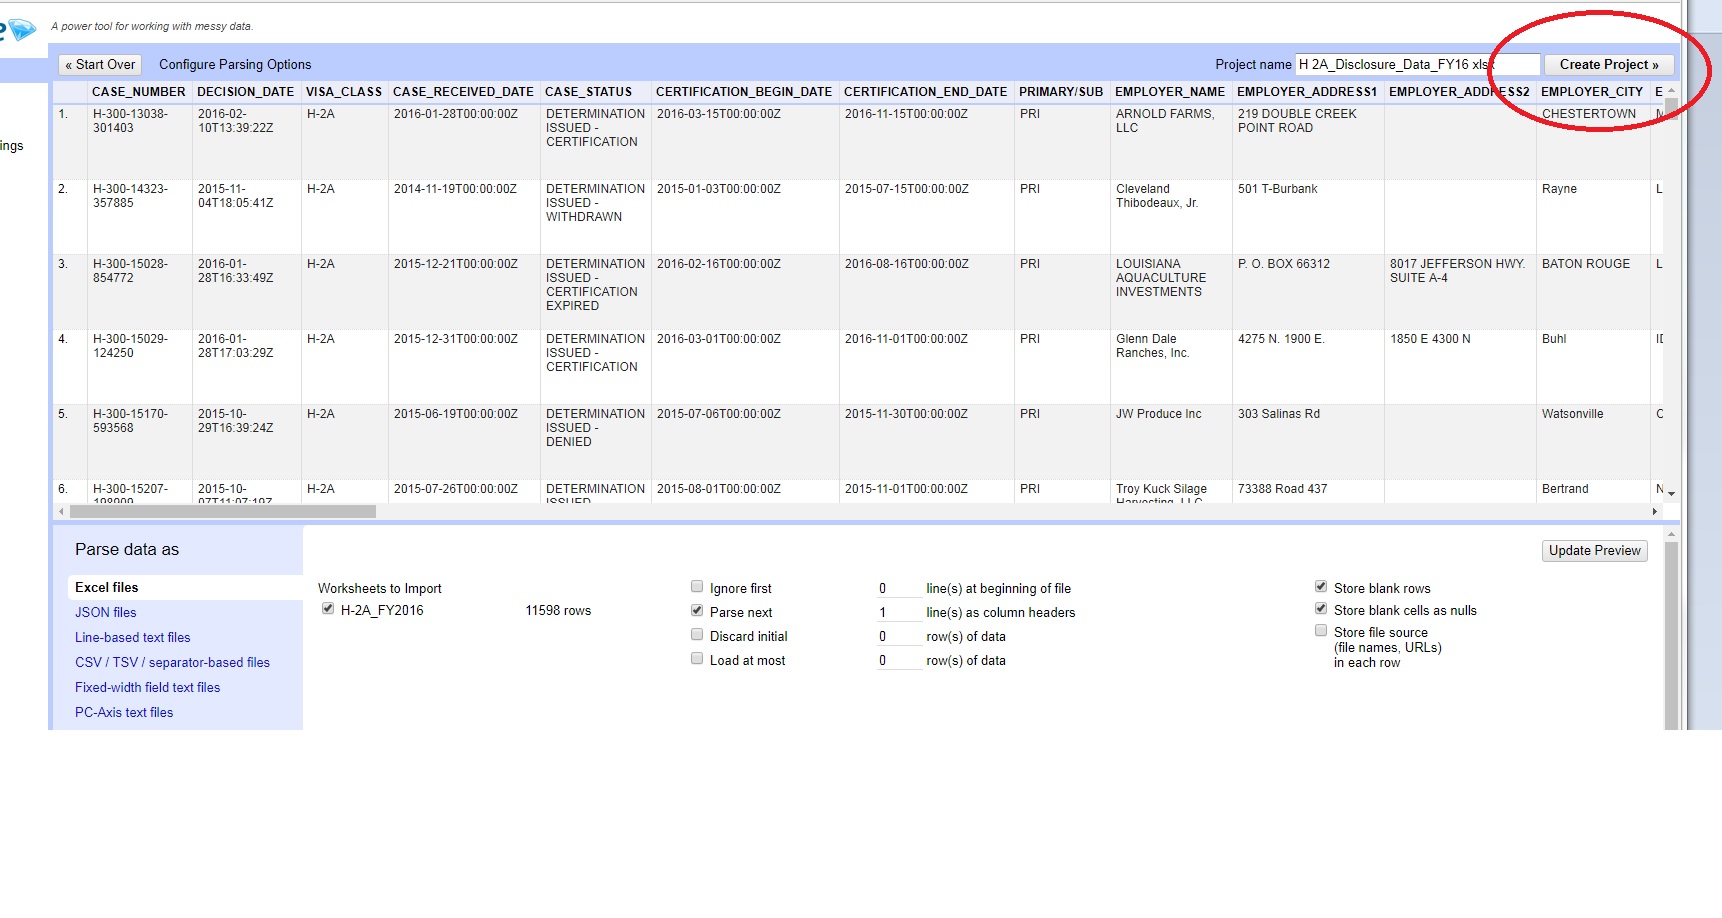 A power tool for working with messy data.
« Start Over Configure Parsing Options Project name H 2A_Disclosure_Data_FY16 xlsx Create Project »
CASE_NUMBER DECISION_DATE VISA_CLASS CASE_RECEIVED_DATE CASE_STATUS CERTIFICATION_BEGIN_DATE CERTIFICATION_END_DATE PRIMARY/SUB EMPLOYER_NAME EMPLOYER_ADDRESS1 EMPLOYER_ADDRESS2 EMPLOYER_CITY E
1. H-300-13038- 2016-02- H-2A 2016-01-28T00:00:00Z DETERMINATION 2016-03-15T00:00:00Z 2016-11-15T00:00:00Z PRI ARNOLD FARMS, 219 DOUBLE CREEK CHESTERTOWN M
301403 10T13:39:22Z ISSUED - LLC POINT ROAD
CERTIFICATION
2. H-300-14323- 2015-11- H-2A 2014-11-19T00:00:00Z DETERMINATION 2015-01-03T00:00:00Z 2015-07-15T00:00:00Z PRI Cleveland 501 T-Burbank Rayne L
357885 04T18:05:41Z ISSUED - Thibodeaux, Jr.
WITHDRAWN
3. H-300-15028- 2016-01- H-2A 2015-12-21T00:00:00Z DETERMINATION 2016-02-16T00:00:00Z 2016-08-16T00:00:00Z PRI LOUISIANA P. O. BOX 66312 8017 JEFFERSON HWY. BATON ROUGE L
854772 28T16:33:49Z ISSUED - AQUACULTURE SUITE A-4
CERTIFICATION INVESTMENTS
EXPIRED
4. H-300-15029- 2016-01- H-2A 2015-12-31T00:00:00Z DETERMINATION 2016-03-01T00:00:00Z 2016-11-01T00:00:00Z PRI Glenn Dale 4275 N. 1900 E. 1850 E 4300 N Buhl ID
124250 28T17:03:29Z ISSUED - Ranches, Inc.
CERTIFICATION
5. H-300-15170- 2015-10- H-2A 2015-06-19T00:00:00Z DETERMINATION 2015-07-06T00:00:00Z 2015-11-30T00:00:00Z PRI JW Produce Inc 303 Salinas Rd Watsonville C
593568 29T16:39:24Z ISSUED - 
DENIED
6. H-300-15207- 2015-10- H-2A 2015-07-26T00:00:00Z DETERMINATION 2015-08-01T00:00:00Z 2015-11-01T00:00:00Z PRI Troy Kuck Silage 73388 Road 437 Bertrand N
198909 07T11:07:19Z ISSUED Harvesting, LLC
ings
Parse data as
Update Preview
Excel files
JSON files
Line-based text files
CSV / TSV / separator-based files
Fixed-width field text files
PC-Axis text files
Worksheets to Import
H-2A_FY2016 11598 rows
Ignore first 0 line(s) at beginning of file
Parse next 1 line(s) as column headers
Discard initial 0 row(s) of data
Load at most 0 row(s) of data
Store blank rows
Store blank cells as nulls
Store file source
(file names, URLs)
in each row